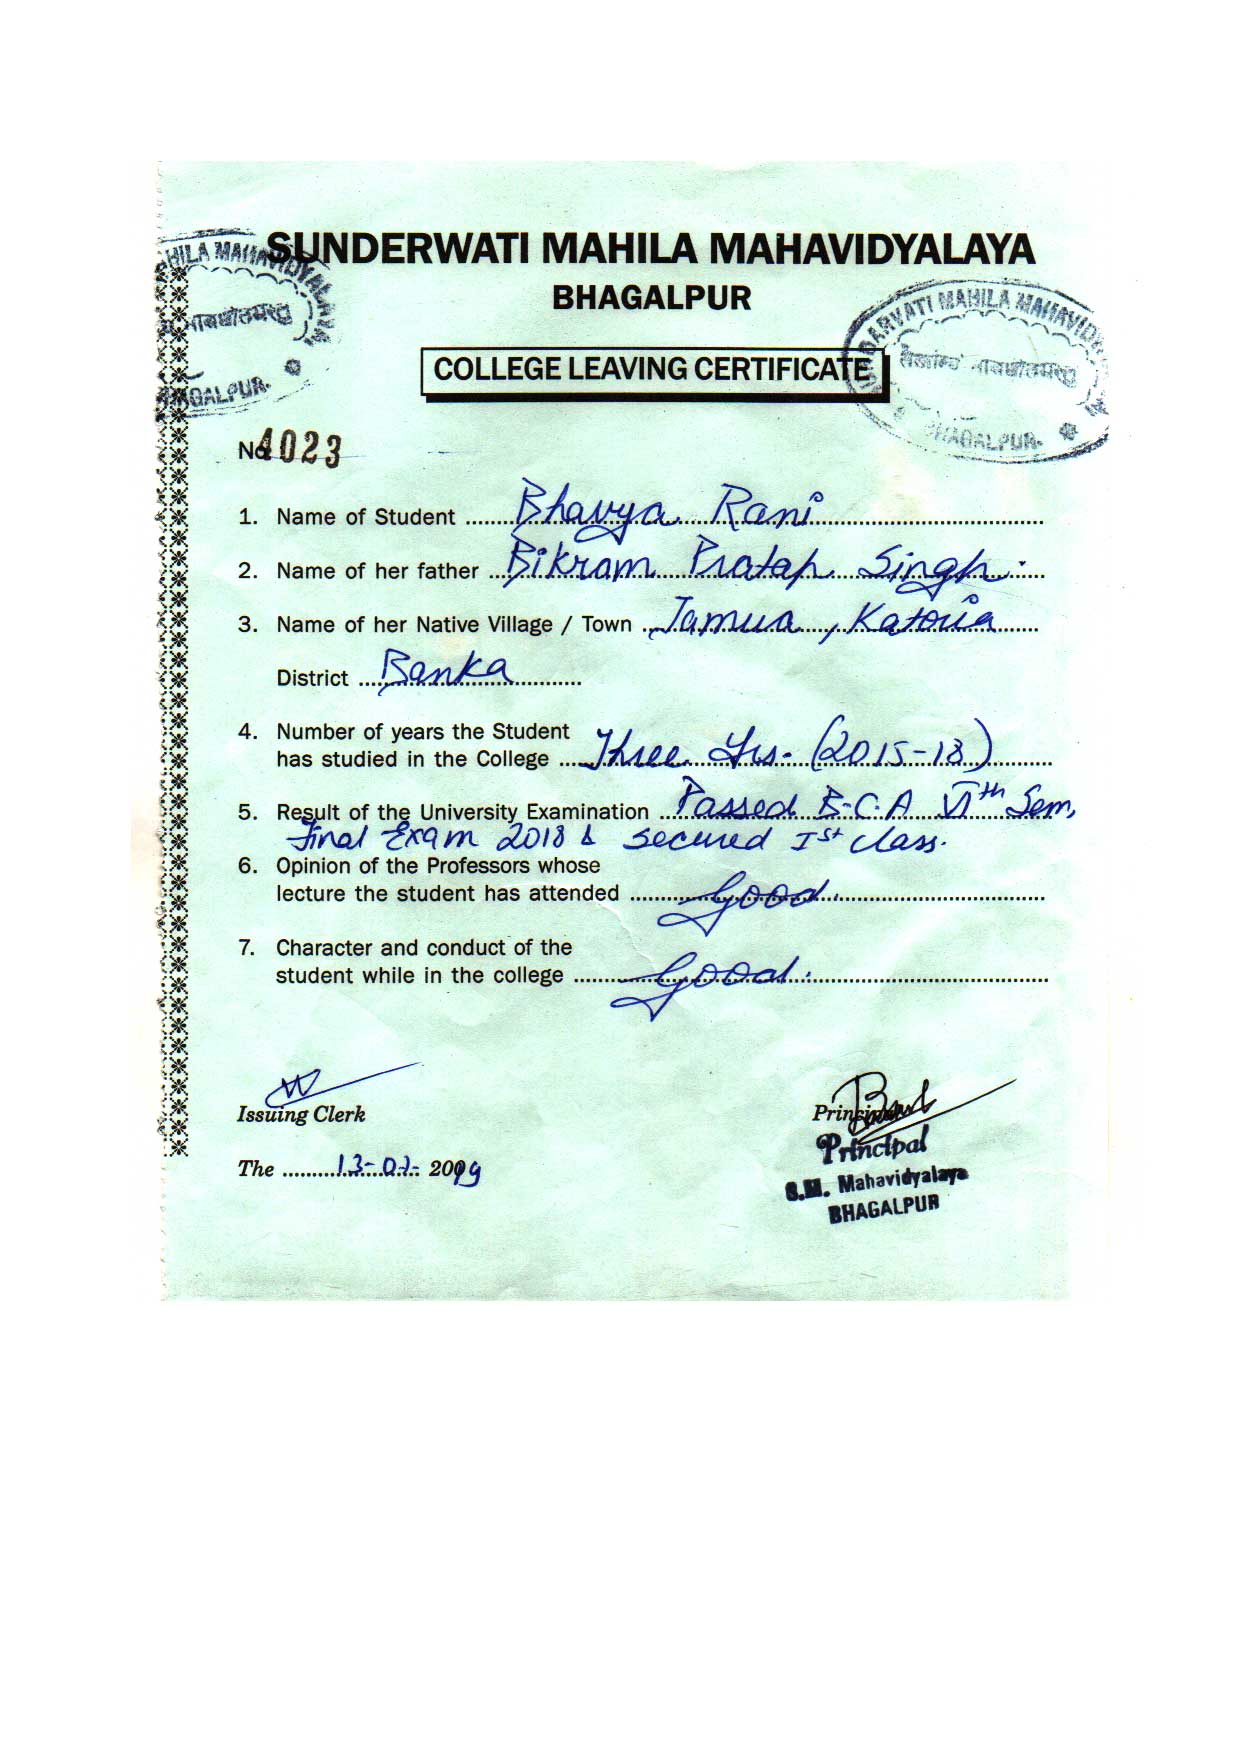 SUNDERWATI MAHILA MAHAVIDYALAYA
BHAGALPUR
HILA MAHAVIDYALAYA
GALPUR.
DARVATI MAHILA MAHAVID
BHAGALPUR.
COLLEGE LEAVING CERTIFICATE
No. 4023
1. Name of Student Bhavya Rani
2. Name of her father Bikram Pratap Singh.
3. Name of her Native Village / Town Jamua, Katoria
District Banka
4. Number of years the Student
has studied in the College Three Yrs. (2015-18)
5. Result of the University Examination Passed B.C.A VIth Sem,
Final Exam 2018 & secured Ist class.
6. Opinion of the Professors whose
lecture the student has attended Good.
7. Character and conduct of the
student while in the college Good.
Issuing Clerk
Principal
Principal
S.M. Mahavidyalaya
BHAGALPUR
The 2019